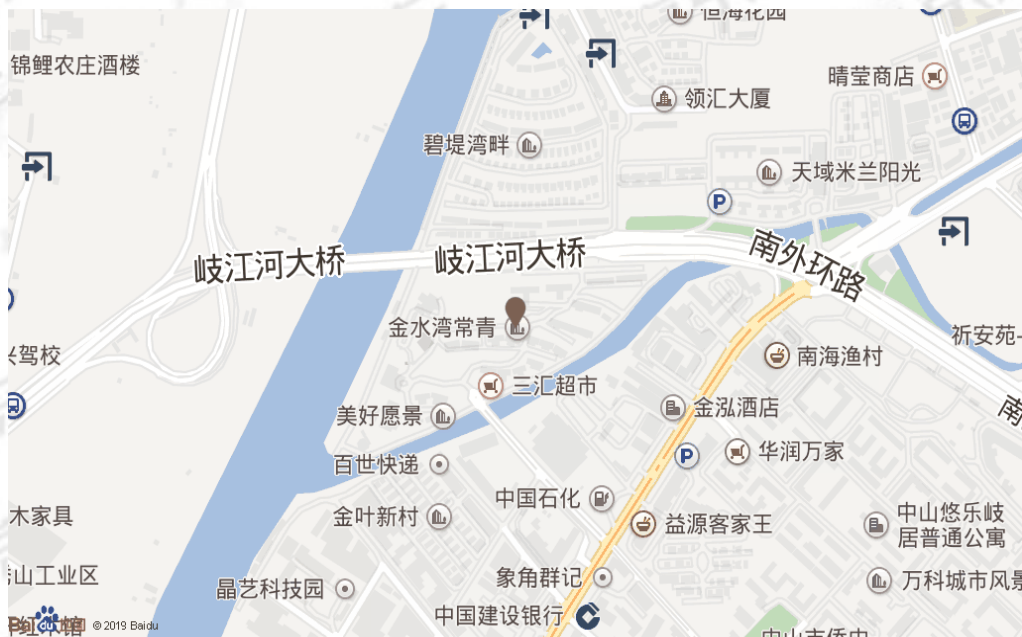 恒海花园
锦鲤农庄酒楼
晴莹商店
领汇大厦
P
碧堤湾畔
天域米兰阳光
P
岐江河大桥
岐江河大桥
南外环路
金水湾常青
祈安苑-
驾校
南海渔村
三汇超市
美好愿景
金泓酒店
南
华润万家
百世快递
P
中国石化
木家具
金叶新村
益源客家王
中山悠乐岐
居普通公寓
山工业区
象角群记
万科城市风景
晶艺科技园
中国建设银行
Bai du
© 2019 Baidu